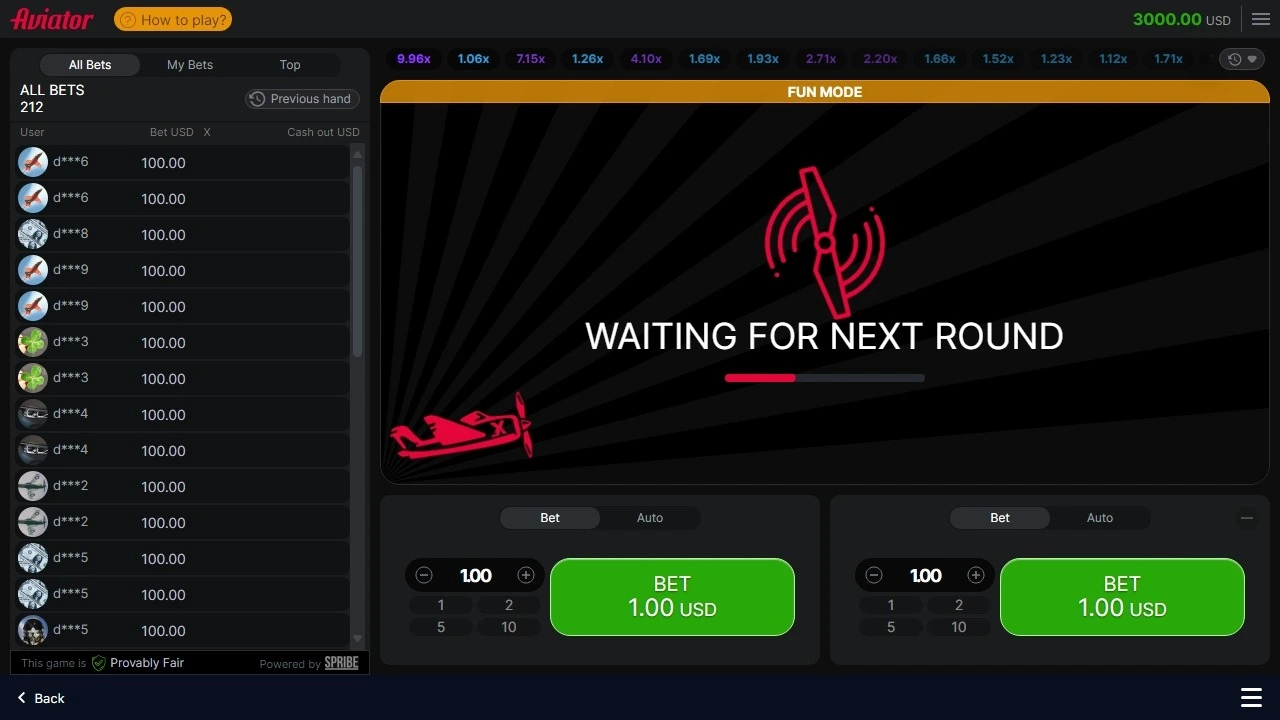 Aviator
? How to play?
3000.00 USD
All Bets
My Bets
Top
ALL BETS
212
Previous hand
User
Bet USD
X
Cash out USD
d***6
100.00
d***6
100.00
d***8
100.00
d***9
100.00
d***9
100.00
d***3
100.00
d***3
100.00
d***4
100.00
d***4
100.00
d***2
100.00
d***2
100.00
d***5
100.00
d***5
100.00
d***5
100.00
This game is Provably Fair
Powered by SPRIBE
9.96x
1.06x
7.15x
1.26x
4.10x
1.69x
1.93x
2.71x
2.20x
1.66x
1.52x
1.23x
1.12x
1.71x
FUN MODE
WAITING FOR NEXT ROUND
X
Bet
Auto
1.00
1
2
5
10
BET
1.00 USD
Bet
Auto
1.00
1
2
5
10
BET
1.00 USD
Back